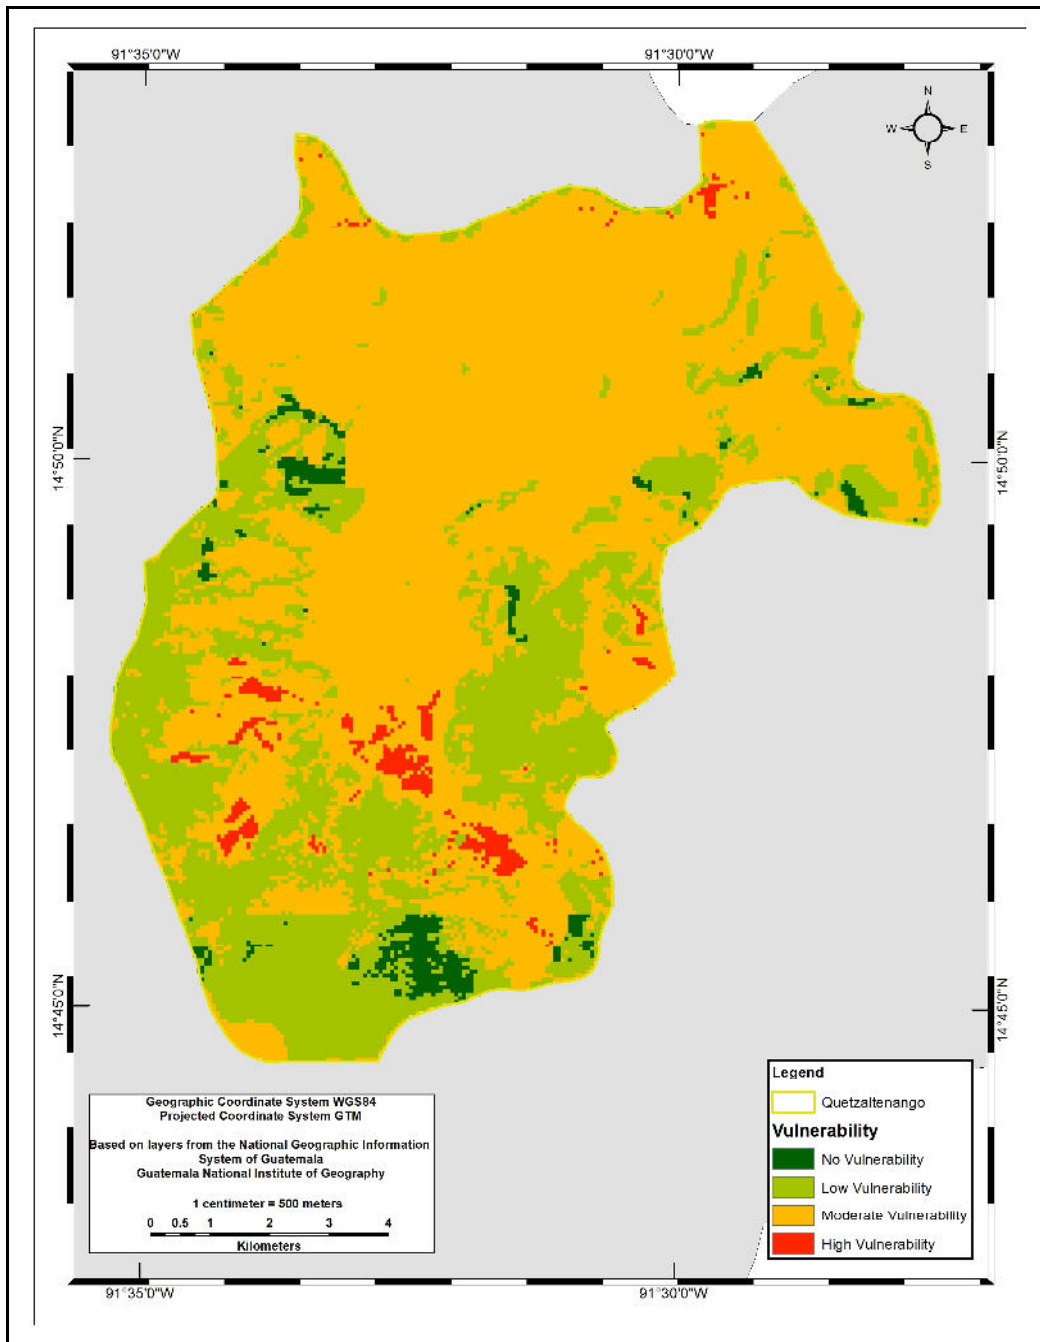 91°35'0"W
91°30'0"W
N
W
E
S
14°50'0"N
14°50'0"N
14°45'0"N
14°45'0"N
Legend
Quetzaltenango
Vulnerability
No Vulnerability
Low Vulnerability
Moderate Vulnerability
High Vulnerability
Geographic Coordinate System WGS84
Projected Coordinate System GTM
Based on layers from the National Geographic Information
System of Guatemala
Guatemala National Institute of Geography
1 centimeter = 500 meters
0 0.5 1 2 3 4
Kilometers
91°35'0"W
91°30'0"W